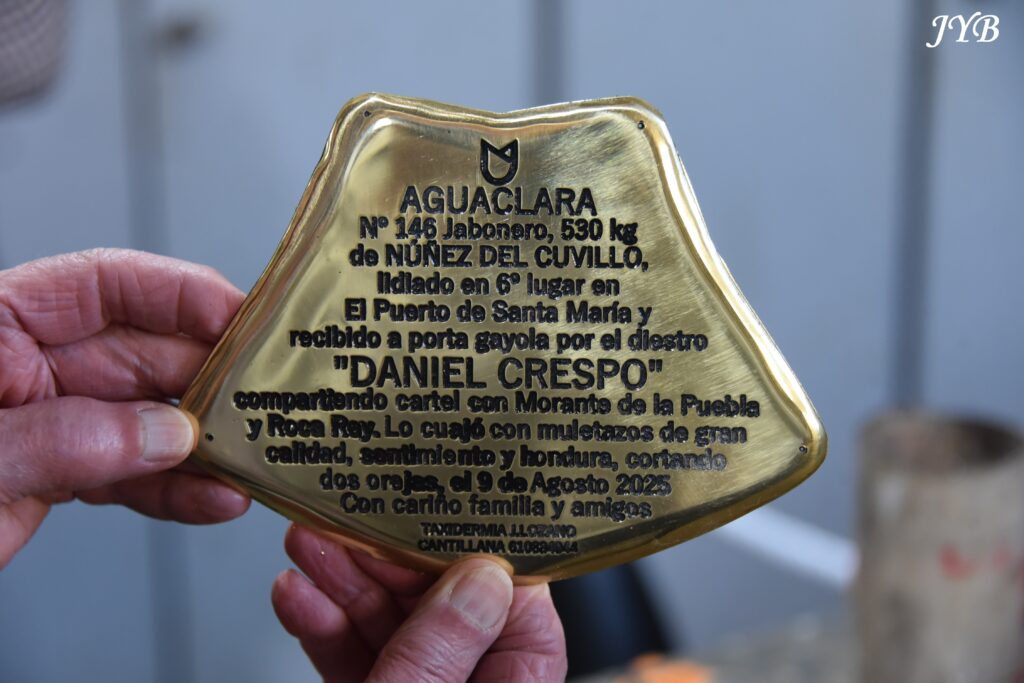 JYB
AGUACLARA
Nº 146 Jabonero, 530 kg
de NÚÑEZ DEL CUVILLO,
lidiado en 6º lugar en
El Puerto de Santa María y
recibido a porta gayola por el diestro
"DANIEL CRESPO"
compartiendo cartel con Morante de la Puebla
y Roca Rey. Lo cuajó con muletazos de gran
calidad, sentimiento y hondura, cortando
dos orejas, el 9 de Agosto 2025
Con cariño familia y amigos
TAXIDERMIA J.LOZANO
CANTILLANA